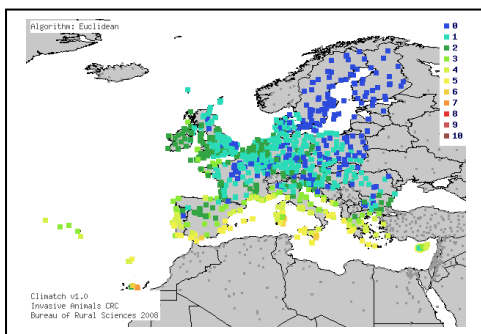 Algorithm: Euclidean
0
1
2
3
4
5
6
7
8
9
10
Climatch v1.0
Invasive Animals CRC
Bureau of Rural Sciences 2008